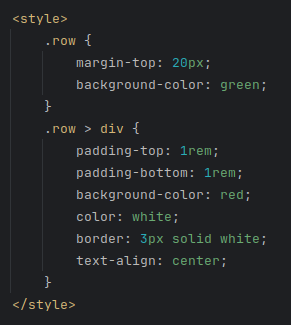 <style>
    .row {
        margin-top: 20px;
        background-color: green;
    }
    .row > div {
        padding-top: 1rem;
        padding-bottom: 1rem;
        background-color: red;
        color: white;
        border: 3px solid white;
        text-align: center;
    }
</style>